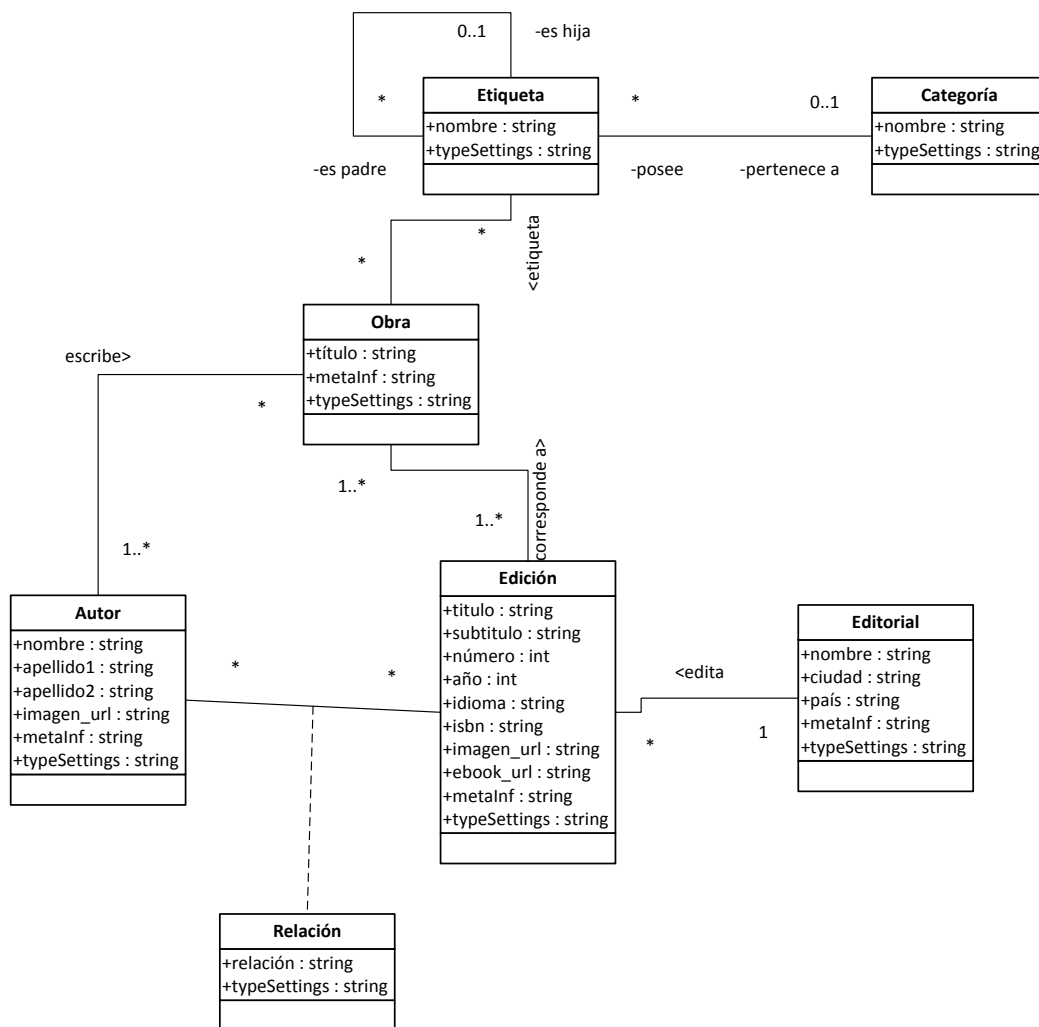 0..1
-es hija
*
Etiqueta
+nombre : string
+typeSettings : string
*
0..1
Categoría
+nombre : string
+typeSettings : string
-es padre
-posee
-pertenece a
*
<etiqueta
*
Obra
+título : string
+metaInf : string
+typeSettings : string
escribe>
*
1..*
corresponde a>
1..*
1..*
Autor
+nombre : string
+apellido1 : string
+apellido2 : string
+imagen_url : string
+metaInf : string
+typeSettings : string
*
*
Edición
+titulo : string
+subtitulo : string
+número : int
+año : int
+idioma : string
+isbn : string
+imagen_url : string
+ebook_url : string
+metaInf : string
+typeSettings : string
<edita
*
1
Editorial
+nombre : string
+ciudad : string
+país : string
+metaInf : string
+typeSettings : string
Relación
+relación : string
+typeSettings : string